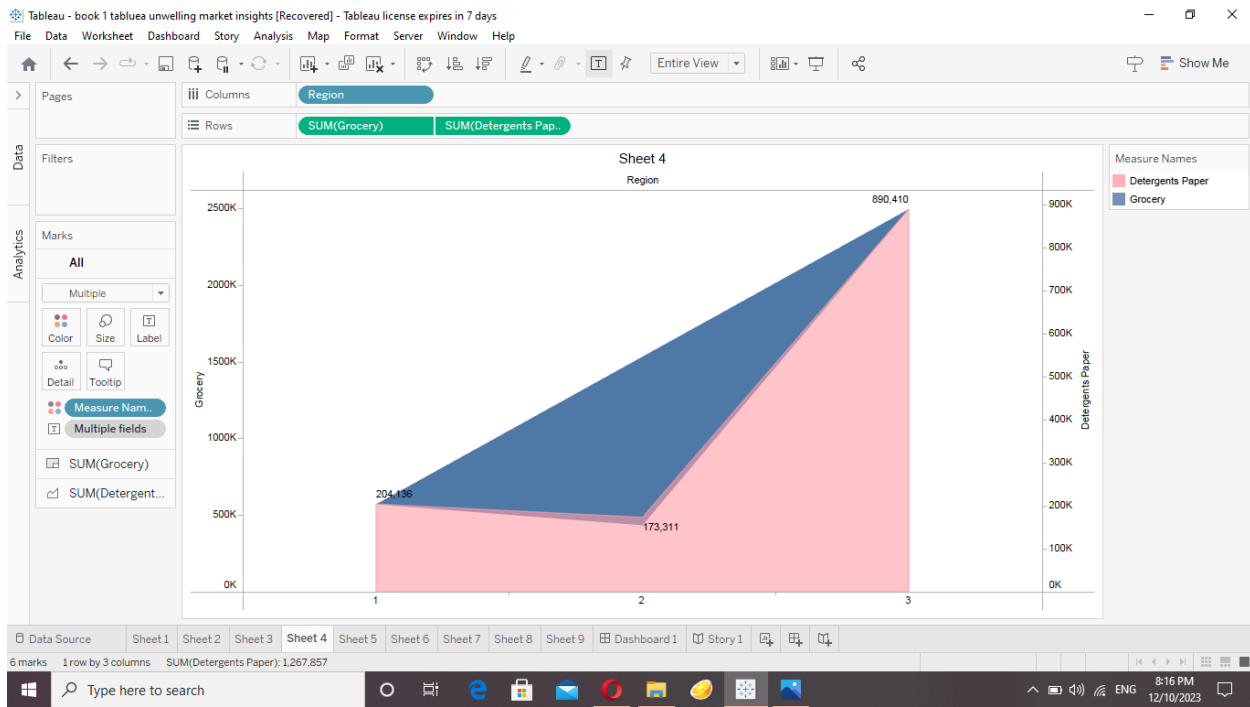 Tableau - book 1 tabluea unwelling market insights [Recovered] - Tableau license expires in 7 days
File Data Worksheet Dashboard Story Analysis Map Format Server Window Help
Entire View
Show Me
Pages
Columns
Region
Rows
SUM(Grocery)
SUM(Detergents Pap..
Data
Analytics
Filters
Marks
All
Multiple
Color
Size
Label
Detail
Tooltip
Measure Nam..
Multiple fields
SUM(Grocery)
SUM(Detergent...
Sheet 4
Region
2500K
2000K
1500K
1000K
500K
0K
Grocery
204,136
173,311
890,410
900K
800K
700K
600K
500K
400K
300K
200K
100K
0K
Detergents Paper
1
2
3
Measure Names
Detergents Paper
Grocery
Data Source Sheet 1 Sheet 2 Sheet 3 Sheet 4 Sheet 5 Sheet 6 Sheet 7 Sheet 8 Sheet 9 Dashboard 1 Story 1
6 marks 1 row by 3 columns SUM(Detergents Paper): 1,267,857
Type here to search
ENG
8:16 PM
12/10/2023